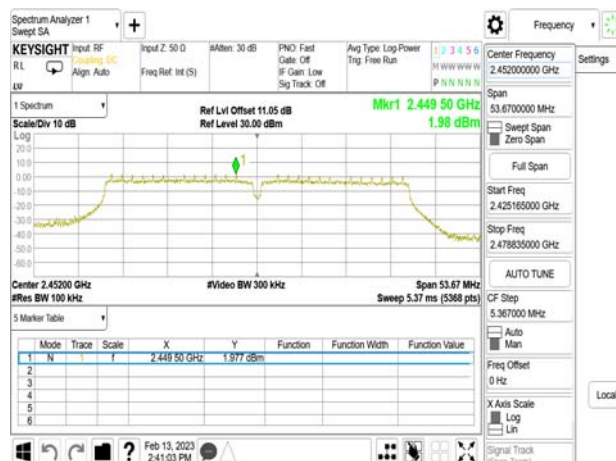 Spectrum Analyzer 1
Swept SA
+
Frequency
Settings
KEYSIGHT
RL
Input: RF
Coupling: DC
Align: Auto
Input Z: 50 Ω
Freq Ref: Int (S)
#Atten: 30 dB
PNO: Fast
Gate: Off
IF Gain: Low
Sig Track: Off
Avg Type: Log-Power
Trig: Free Run
1 2 3 4 5 6
M W W W W W
P N N N N N
1 Spectrum
Scale/Div 10 dB
Ref Lvl Offset 11.05 dB
Ref Level 30.00 dBm
Mkr1 2.449 50 GHz
1.98 dBm
Log
20.0
10.0
0.00
-10.0
-20.0
-30.0
-40.0
-50.0
-60.0
1
Center 2.45200 GHz
#Res BW 100 kHz
#Video BW 300 kHz
Span 53.67 MHz
Sweep 5.37 ms (5368 pts)
5 Marker Table
Mode Trace Scale X Y Function Function Width Function Value
1 N 1 f 2.449 50 GHz 1.977 dBm
2
3
4
5
6
Center Frequency
2.452000000 GHz
Span
53.6700000 MHz
Swept Span
Zero Span
Full Span
Start Freq
2.425165000 GHz
Stop Freq
2.478835000 GHz
AUTO TUNE
CF Step
5.367000 MHz
Auto
Man
Freq Offset
0 Hz
X Axis Scale
Log
Lin
Signal Track
Local
?
Feb 13, 2023
2:41:03 PM